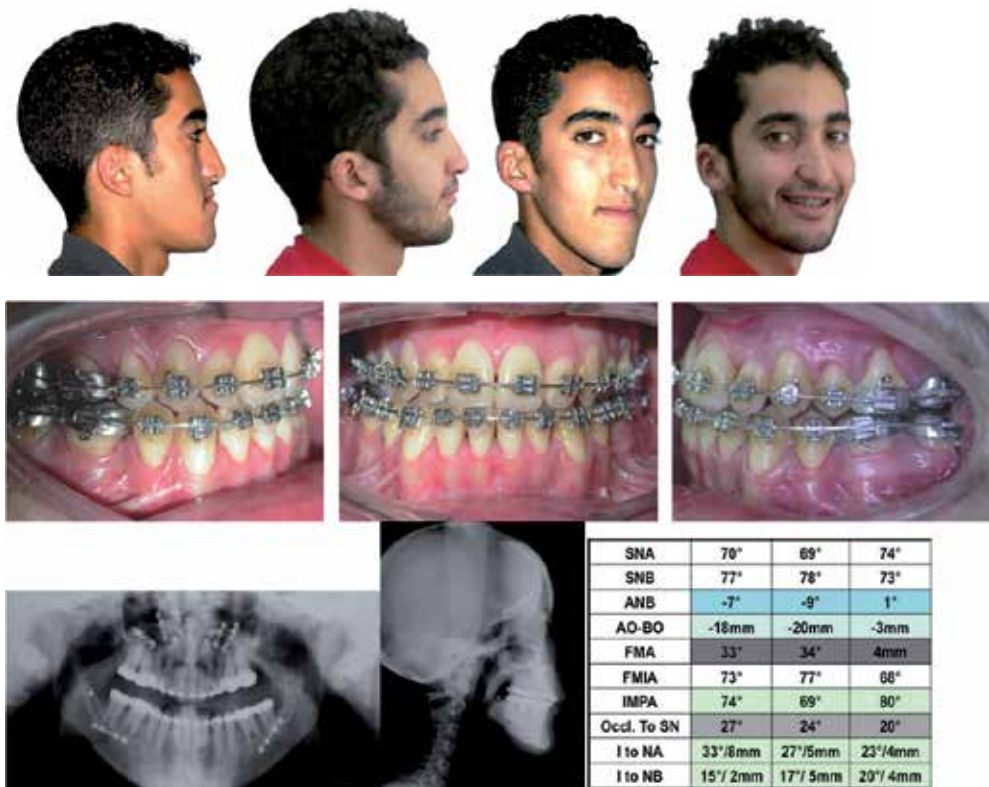 SNA 70° 69° 74°
SNB 77° 78° 73°
ANB -7° -9° 1°
AO-BO -18mm -20mm -3mm
FMA 33° 34° 4mm
FMIA 73° 77° 68°
IMPA 74° 69° 80°
Occl. To SN 27° 24° 20°
I to NA 33°/8mm 27°/5mm 23°/4mm
I to NB 15°/ 2mm 17°/ 5mm 20°/ 4mm